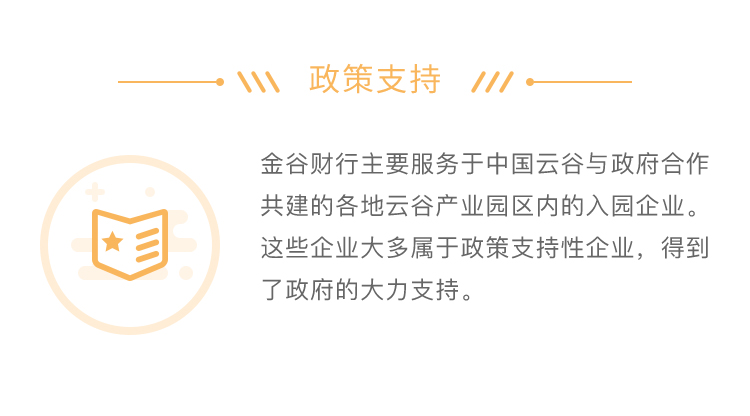 政策支持
金谷财行主要服务于中国云谷与政府合作
共建的各地云谷产业园区内的入园企业。
这些企业大多属于政策支持性企业，得到
了政府的大力支持。